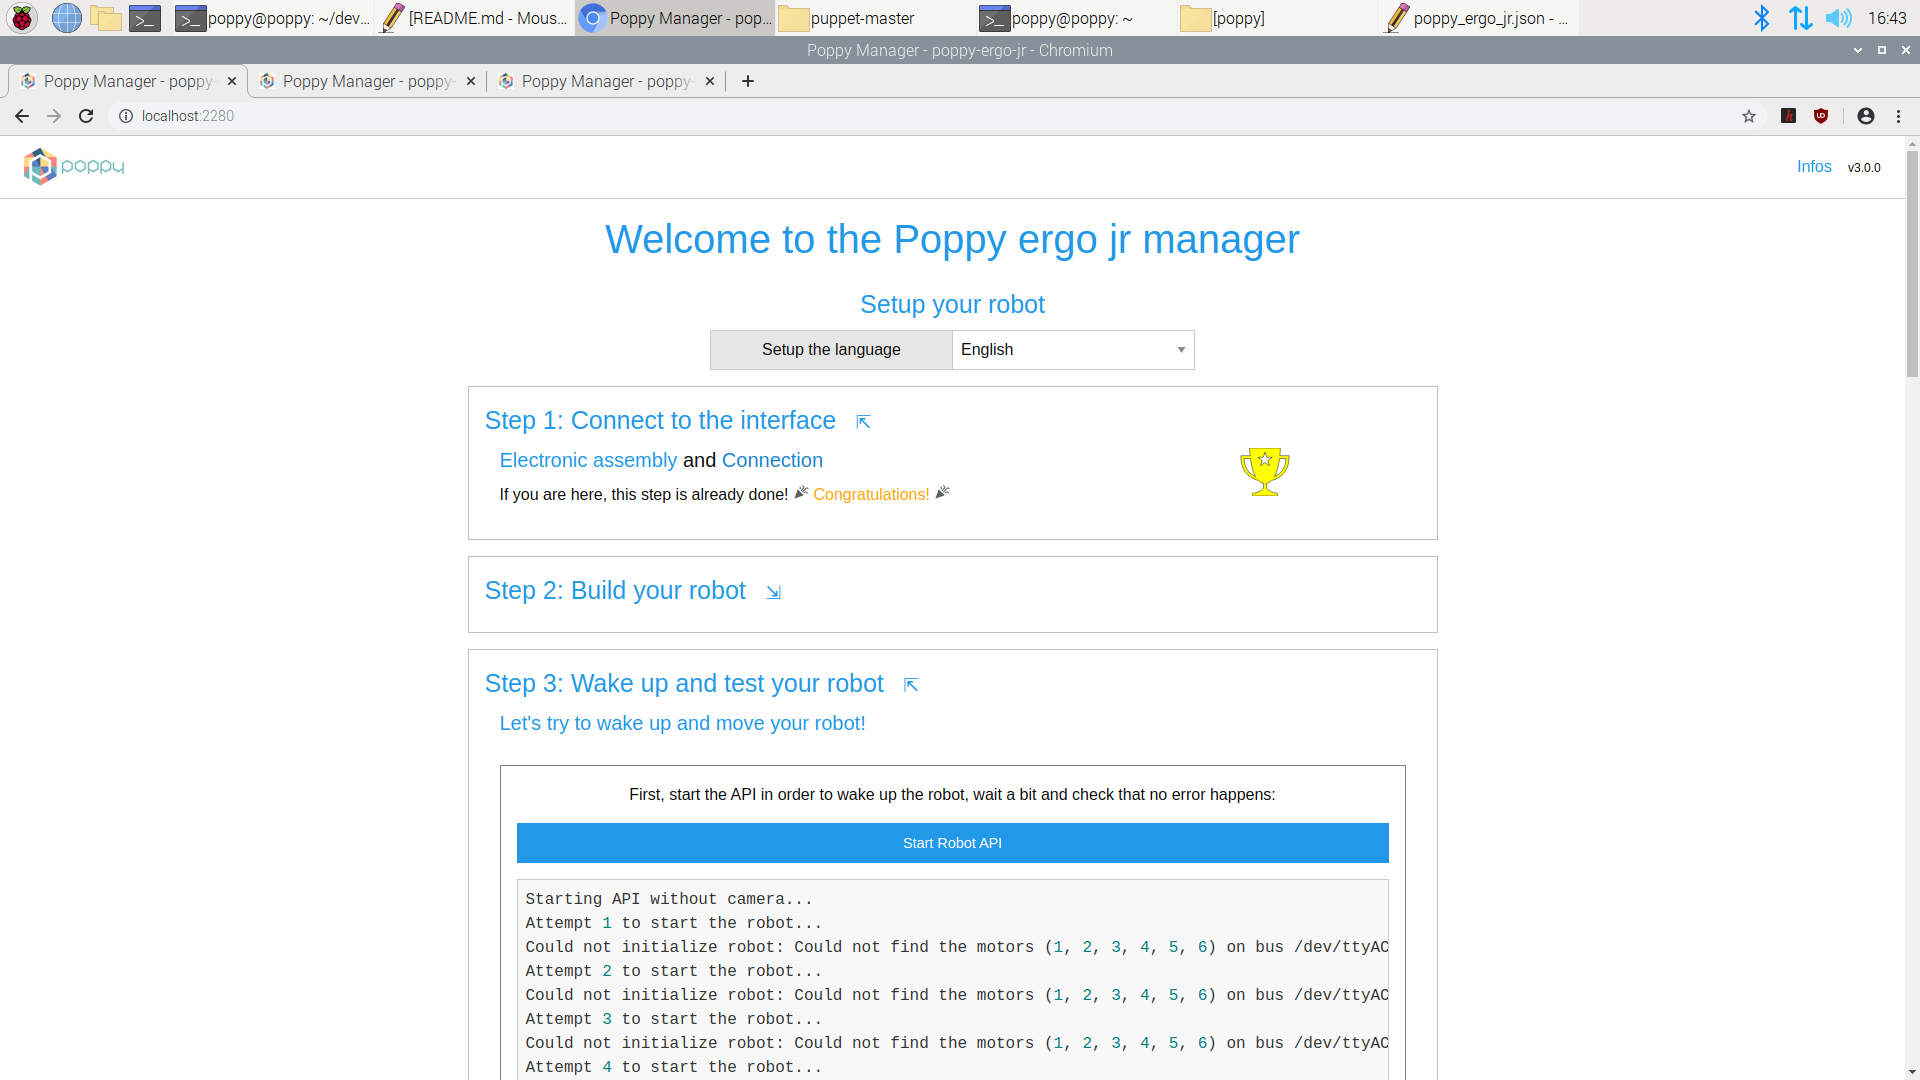 poppy@poppy: ~/dev... [README.md - Mous... Poppy Manager - pop... puppet-master poppy@poppy: ~ [poppy] poppy_ergo_jr.json - ... 16:43
Poppy Manager - poppy-ergo-jr - Chromium
Poppy Manager - poppy- Poppy Manager - poppy- Poppy Manager - poppy-
localhost:2280
poppy Infos v3.0.0
Welcome to the Poppy ergo jr manager
Setup your robot
Setup the language English
Step 1: Connect to the interface
Electronic assembly and Connection
If you are here, this step is already done! Congratulations!
Step 2: Build your robot
Step 3: Wake up and test your robot
Let's try to wake up and move your robot!
First, start the API in order to wake up the robot, wait a bit and check that no error happens:
Start Robot API
Starting API without camera...
Attempt 1 to start the robot...
Could not initialize robot: Could not find the motors (1, 2, 3, 4, 5, 6) on bus /dev/ttyAC
Attempt 2 to start the robot...
Could not initialize robot: Could not find the motors (1, 2, 3, 4, 5, 6) on bus /dev/ttyAC
Attempt 3 to start the robot...
Could not initialize robot: Could not find the motors (1, 2, 3, 4, 5, 6) on bus /dev/ttyAC
Attempt 4 to start the robot...